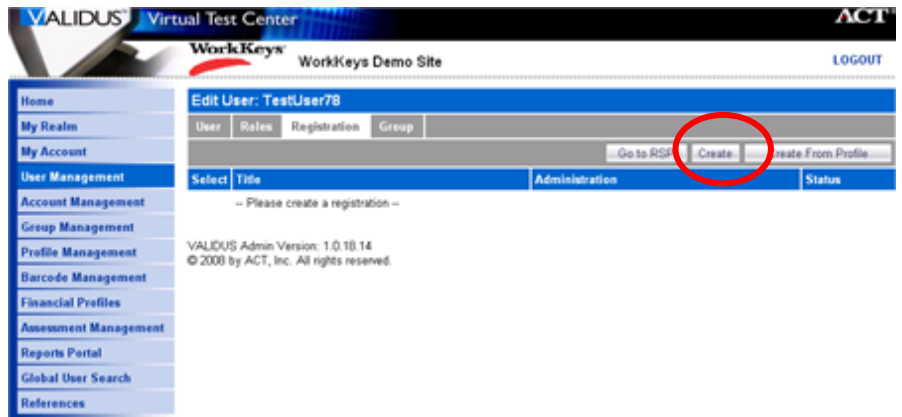 VALIDUS Virtual Test Center ACT
WorkKeys WorkKeys Demo Site LOGOUT
Home
My Realm
My Account
User Management
Account Management
Group Management
Profile Management
Barcode Management
Financial Profiles
Assessment Management
Reports Portal
Global User Search
References
Edit User: TestUser78
User Roles Registration Group
Go to RSP Create Create From Profile
Select Title Administration Status
-- Please create a registration --
VALIDUS Admin Version: 1.0.18.14
© 2008 by ACT, Inc. All rights reserved.